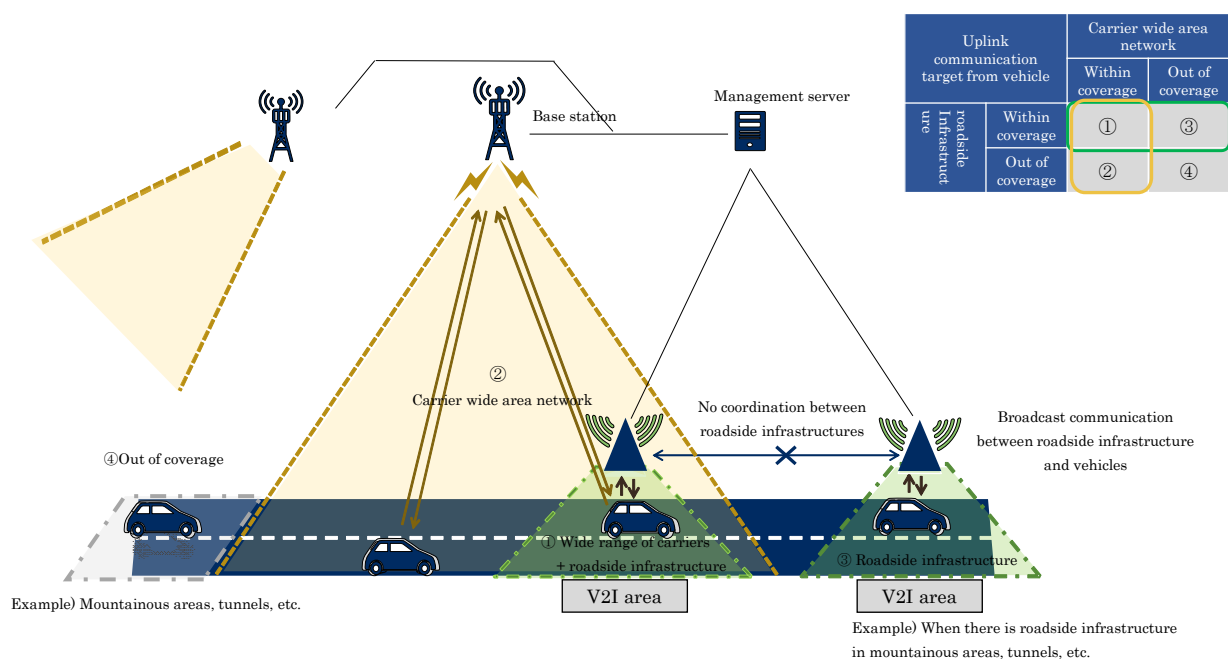 Uplink
communication
target from vehicle
Carrier wide area
network
Within
coverage
Out of
coverage
roadside
Infrastruct
ure
Within
coverage
①
③
Out of
coverage
②
④
Base station
Management server
②
Carrier wide area network
No coordination between
roadside infrastructures
Broadcast communication
between roadside infrastructure
and vehicles
④Out of coverage
① Wide range of carriers
+ roadside infrastructure
③ Roadside infrastructure
V2I area
V2I area
Example) Mountainous areas, tunnels, etc.
Example) When there is roadside infrastructure
in mountainous areas, tunnels, etc.